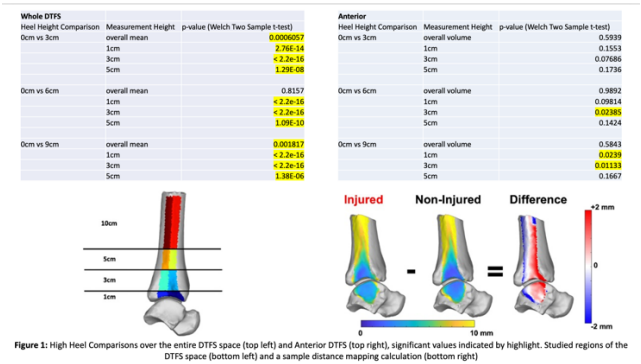 Whole DTFS
Heel Height Comparison Measurement Height p-value (Welch Two Sample t-test)
0cm vs 3cm overall mean 0.0006057
1cm 2.76E-14
3cm < 2.2e-16
5cm 1.29E-08
0cm vs 6cm overall mean 0.8157
1cm < 2.2e-16
3cm < 2.2e-16
5cm 1.09E-10
0cm vs 9cm overall mean 0.001817
1cm < 2.2e-16
3cm < 2.2e-16
5cm 1.38E-06
Anterior
Heel Height Comparison Measurement Height p-value (Welch Two Sample t-test)
0cm vs 3cm overall volume 0.5939
1cm 0.1553
3cm 0.07686
5cm 0.1736
0cm vs 6cm overall volume 0.9892
1cm 0.09814
3cm 0.02385
5cm 0.1424
0cm vs 9cm overall volume 0.5843
1cm 0.0239
3cm 0.01133
5cm 0.1667
10cm
5cm
3cm
1cm
Injured Non-Injured Difference
+2 mm
0
-2 mm
- =
0 10 mm
Figure 1: High Heel Comparisons over the entire DTFS space (top left) and Anterior DTFS (top right), significant values indicated by highlight. Studied regions of the
DTFS space (bottom left) and a sample distance mapping calculation (bottom right)